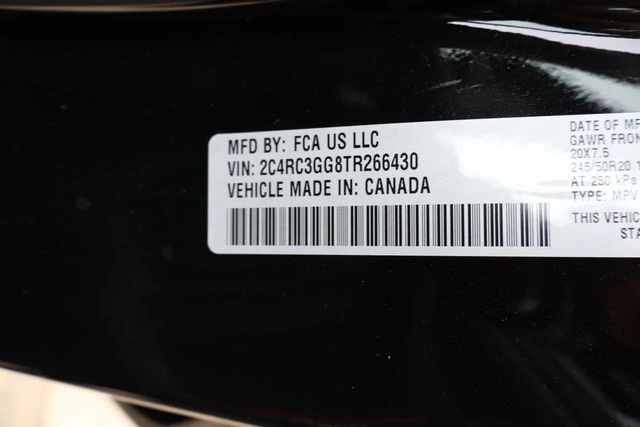 MFD BY: FCA US LLC
VIN: 2C4RC3GG8TR266430
VEHICLE MADE IN: CANADA
DATE OF MF
GAWR FRON
20X7.5
245/50R20 1
AT 250 kPa
TYPE: MPV
THIS VEHIC
STA